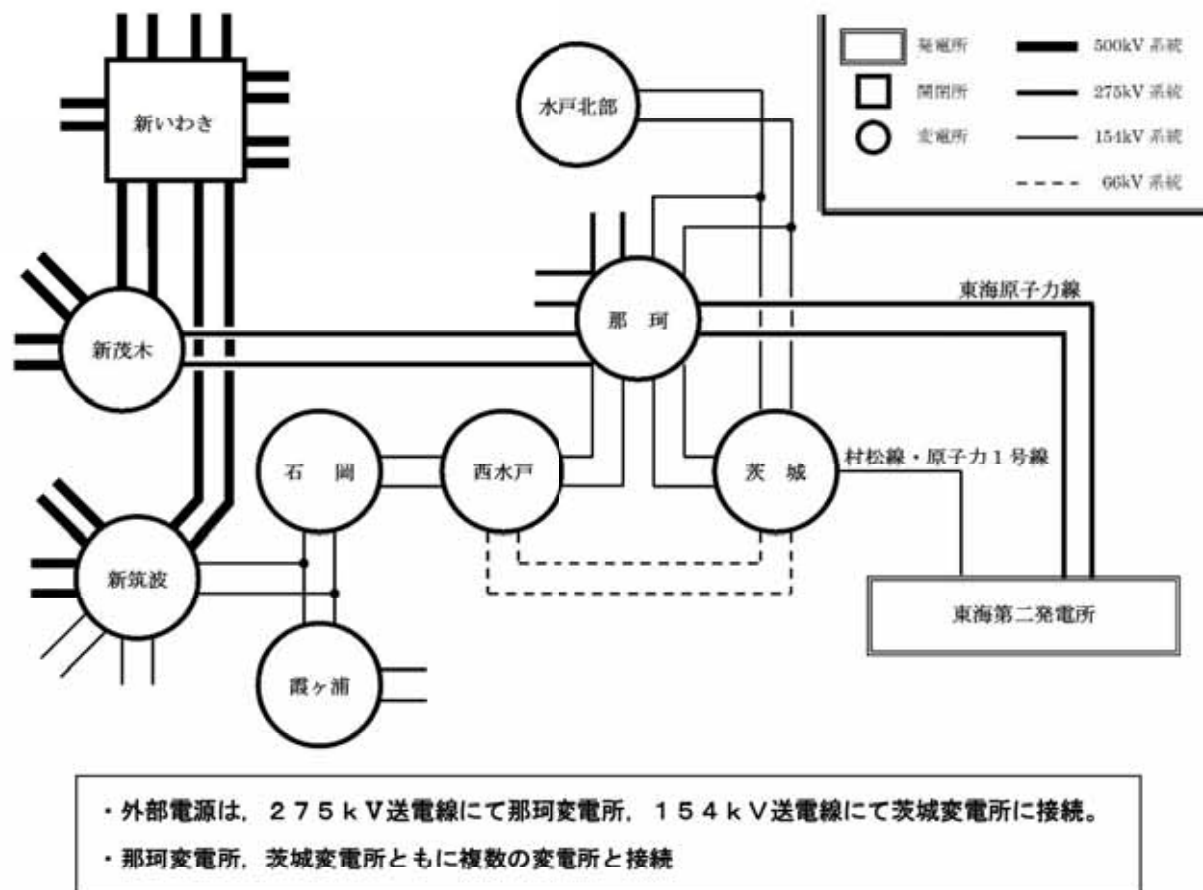 新いわき
水戸北部
発電所
500kV 系統
開閉所
275kV 系統
変電所
154kV 系統
66kV 系統
東海原子力線
那 珂
新茂木
石 岡
西水戸
茨 城
村松線・原子力1号線
新筑波
東海第二発電所
霞ヶ浦
・外部電源は，２７５ｋＶ送電線にて那珂変電所，１５４ｋＶ送電線にて茨城変電所に接続。
・那珂変電所，茨城変電所ともに複数の変電所と接続